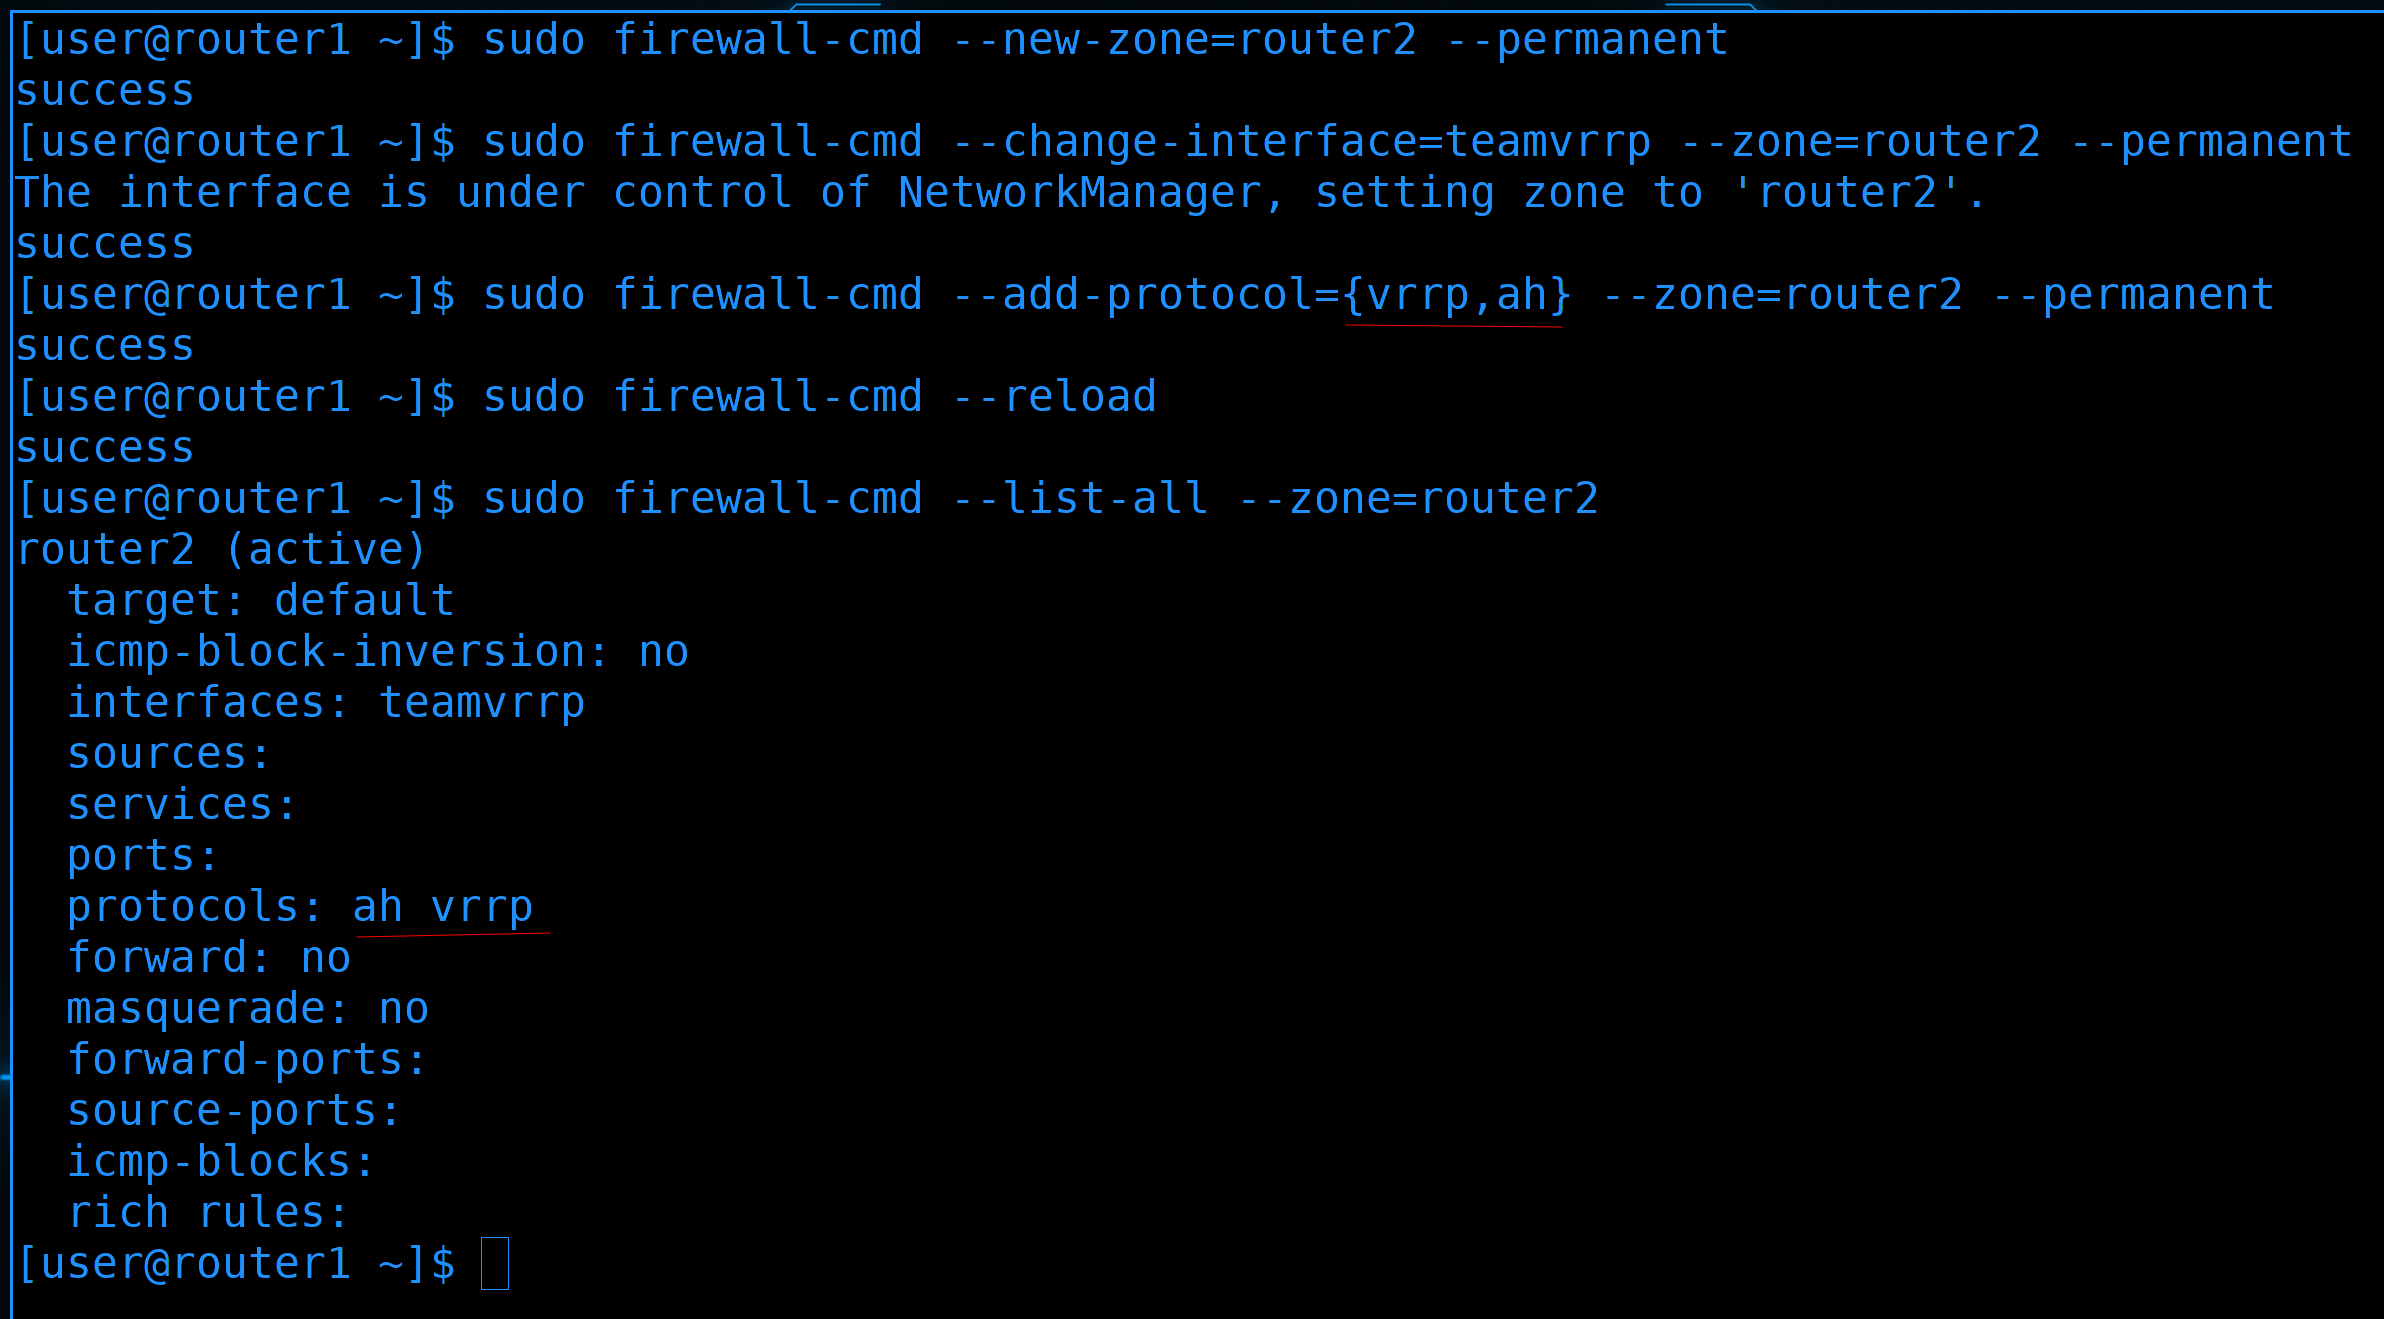 [user@router1 ~]$ sudo firewall-cmd --new-zone=router2 --permanent
success
[user@router1 ~]$ sudo firewall-cmd --change-interface=teamvrrp --zone=router2 --permanent
The interface is under control of NetworkManager, setting zone to 'router2'.
success
[user@router1 ~]$ sudo firewall-cmd --add-protocol={vrrp,ah} --zone=router2 --permanent
success
[user@router1 ~]$ sudo firewall-cmd --reload
success
[user@router1 ~]$ sudo firewall-cmd --list-all --zone=router2
router2 (active)
  target: default
  icmp-block-inversion: no
  interfaces: teamvrrp
  sources:
  services:
  ports:
  protocols: ah vrrp
  forward: no
  masquerade: no
  forward-ports:
  source-ports:
  icmp-blocks:
  rich rules:
[user@router1 ~]$